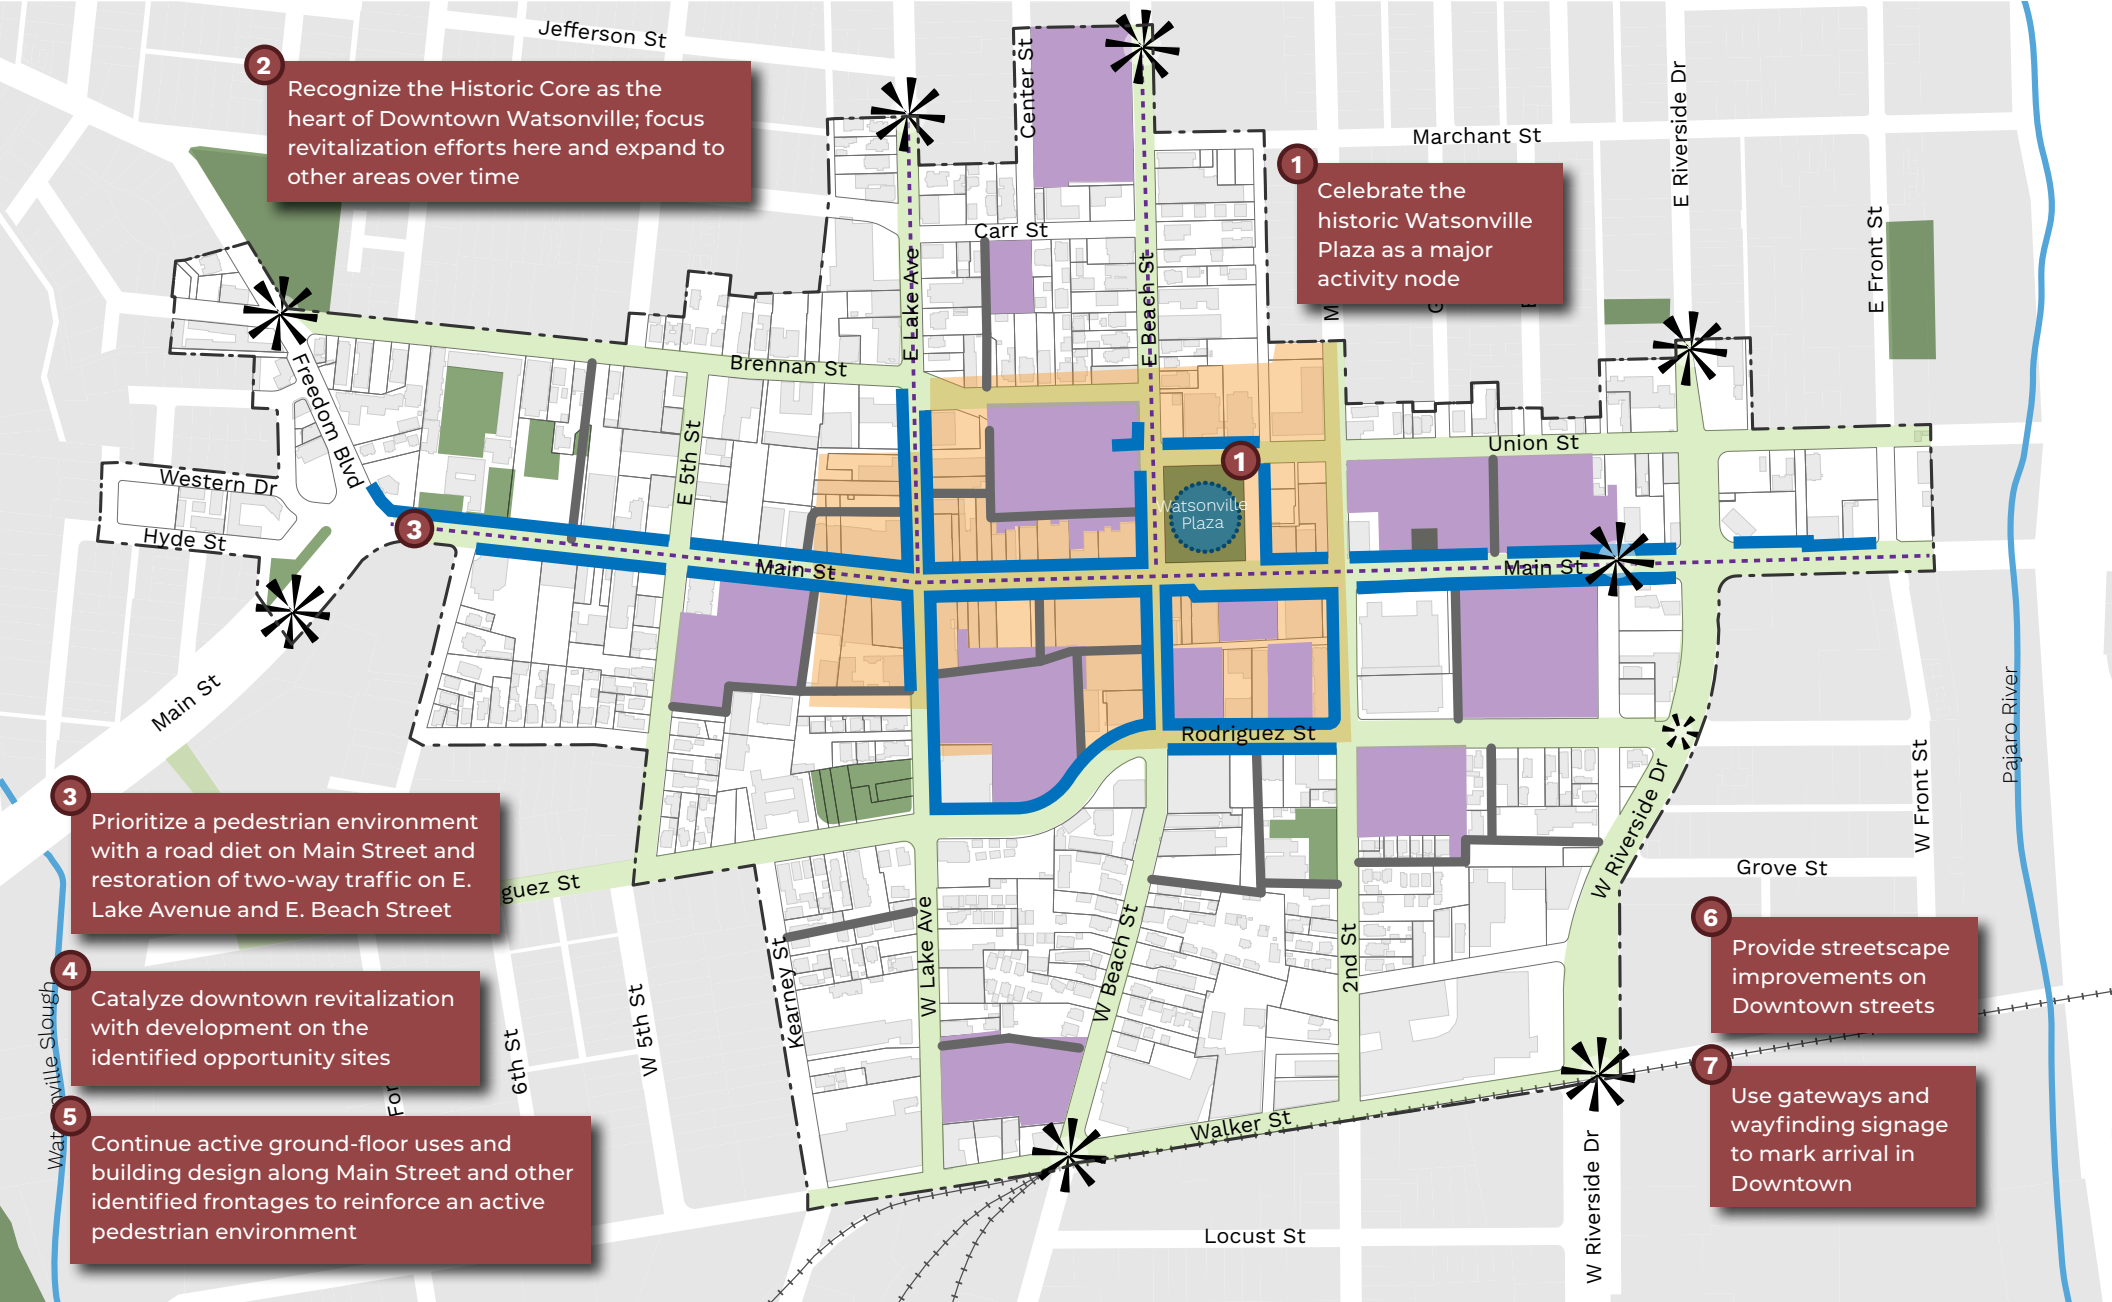 Jefferson St
Center St
2
Recognize the Historic Core as the
heart of Downtown Watsonville; focus
revitalization efforts here and expand to
other areas over time
E Riverside Dr
Marchant St
1
Celebrate the
historic Watsonville
Plaza as a major
activity node
E Front St
Carr St
E Lake Ave
E Beach St
Brennan St
Freedom Blvd
E 5th St
Union St
1
Western Dr
Watsonville
Plaza
3
Hyde St
Main St
Main St
Main St
Rodriguez St
Pajaro River
W Front St
W Riverside Dr
3
Prioritize a pedestrian environment
with a road diet on Main Street and
restoration of two-way traffic on E.
Lake Avenue and E. Beach Street
guez St
Grove St
W Lake Ave
W Beach St
2nd St
Kearney St
6
Provide streetscape
improvements on
Downtown streets
4
Catalyze downtown revitalization
with development on the
identified opportunity sites
ville Slough
6th St
W 5th St
7
Use gateways and
wayfinding signage
to mark arrival in
Downtown
5
Continue active ground-floor uses and
building design along Main Street and other
identified frontages to reinforce an active
pedestrian environment
Walker St
W Riverside Dr
Locust St